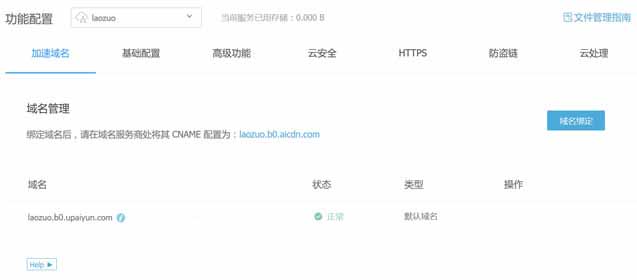 功能配置 laozuo 当前服务已用存储：0.000 B 文件管理指南
加速域名 基础配置 高级功能 云安全 HTTPS 防盗链 云处理
域名管理
域名绑定
绑定域名后，请在域名服务商处将其 CNAME 配置为：laozuo.b0.aicdn.com
域名 状态 类型 操作
laozuo.b0.upaiyun.com 正常 默认域名
Help ►